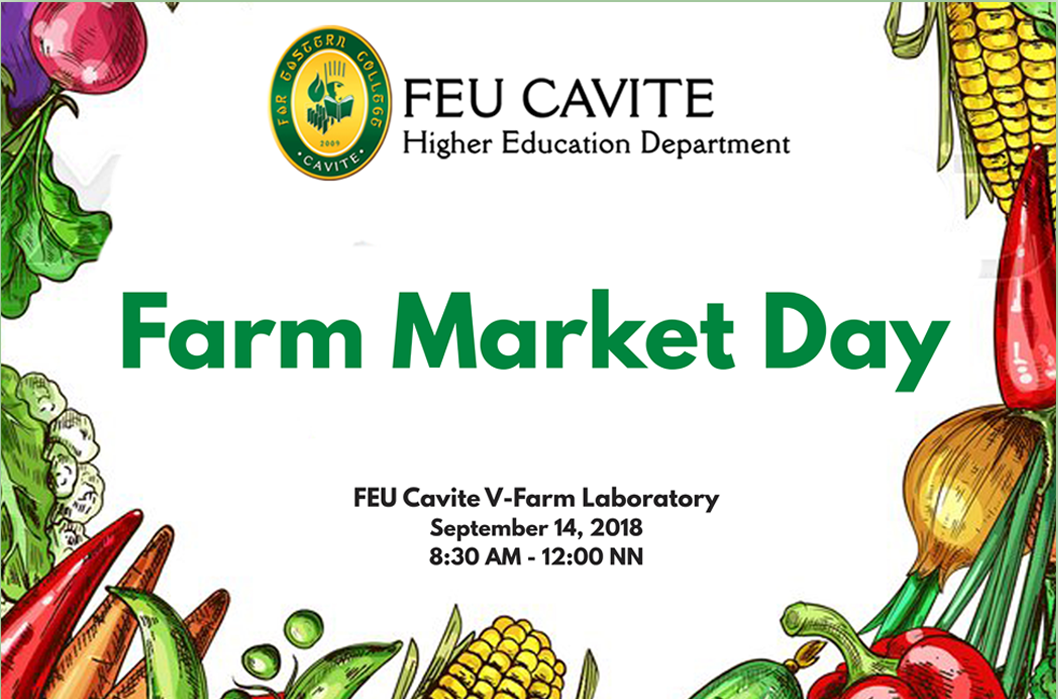 FAR EASTERN COLLEGE
2009
• CAVITE •
FEU CAVITE
Higher Education Department
Farm Market Day
FEU Cavite V-Farm Laboratory
September 14, 2018
8:30 AM - 12:00 NN